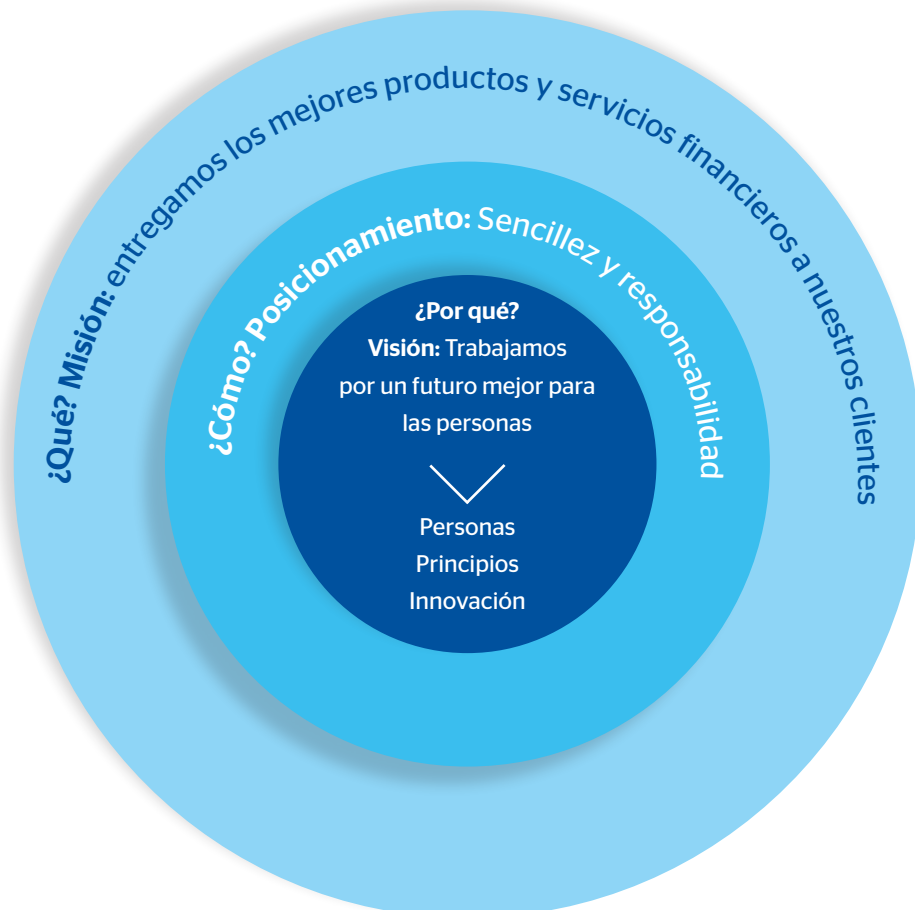 ¿Qué? Misión: entregamos los mejores productos y servicios financieros a nuestros clientes
¿Cómo? Posicionamiento: Sencillez y responsabilidad
¿Por qué?
Visión: Trabajamos
por un futuro mejor para
las personas
Personas
Principios
Innovación